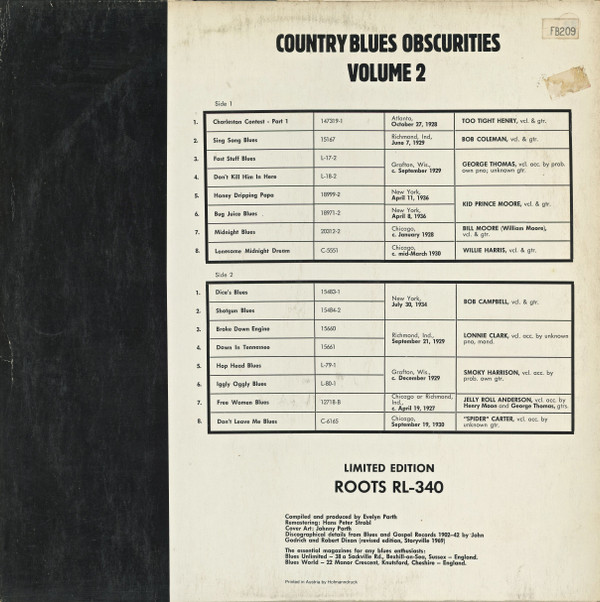 FB209
COUNTRY BLUES OBSCURITIES
VOLUME 2
Side 1
1. Charleston Contest - Part 1 147319-1 Atlanta, October 27, 1928 TOO TIGHT HENRY, vcl. & gtr.
2. Sing Song Blues 15167 Richmond, Ind, June 7, 1929 BOB COLEMAN, vcl. & gtr.
3. Fast Stuff Blues L-17-2 Grafton, Wis., c. September 1929 GEORGE THOMAS, vcl. acc. by prob. own pno; unknown gtr.
4. Don't Kill Him In Here L-18-2
5. Honey Dripping Papa 18999-2 New York, April 11, 1936 KID PRINCE MOORE, vcl. & gtr.
6. Bug Juice Blues 18971-2 New York, April 8, 1936
7. Midnight Blues 20312-2 Chicago, c. January 1928 BILL MOORE (William Moore), vcl. & gtr.
8. Lonesome Midnight Dream C-5551 Chicago, c. mid-March 1930 WILLIE HARRIS, vcl. & gtr.
Side 2
1. Dice's Blues 15483-1 New York, July 30, 1934 BOB CAMPBELL, vcl. & gtr.
2. Shotgun Blues 15484-2
3. Broke Down Engine 15660 Richmond, Ind., September 21, 1929 LONNIE CLARK, vcl. acc. by unknown pno, mand.
4. Down In Tennessee 15661
5. Hop Head Blues L-79-1 Grafton, Wis., c. December 1929 SMOKY HARRISON, vcl. acc. by prob. own gtr.
6. Iggly Oggly Blues L-80-1
7. Free Woman Blues 12718-B Chicago or Richmond, Ind., c. April 19, 1927 JELLY ROLL ANDERSON, vcl. acc. by Henry Moon and George Thomas, gtrs.
8. Don't Leave Me Blues C-6165 Chicago, September 19, 1930 "SPIDER" CARTER, vcl. acc. by unknown gtr.
LIMITED EDITION
ROOTS RL-340
Compiled and produced by Evelyn Parth
Remastering: Hans Peter Strobl
Cover Art: Johnny Parth
Discographical details from Blues and Gospel Records 1902-42 by John
Godrich and Robert Dixon (revised edition, Storyville 1969)
The essential magazines for any blues enthusiasts:
Blues Unlimited – 38 a Sackville Rd., Bexhill-on-Sea, Sussex – England.
Blues World – 22 Manor Crescent, Knutsford, Cheshire – England.
Printed in Austria by Hofmanndruck